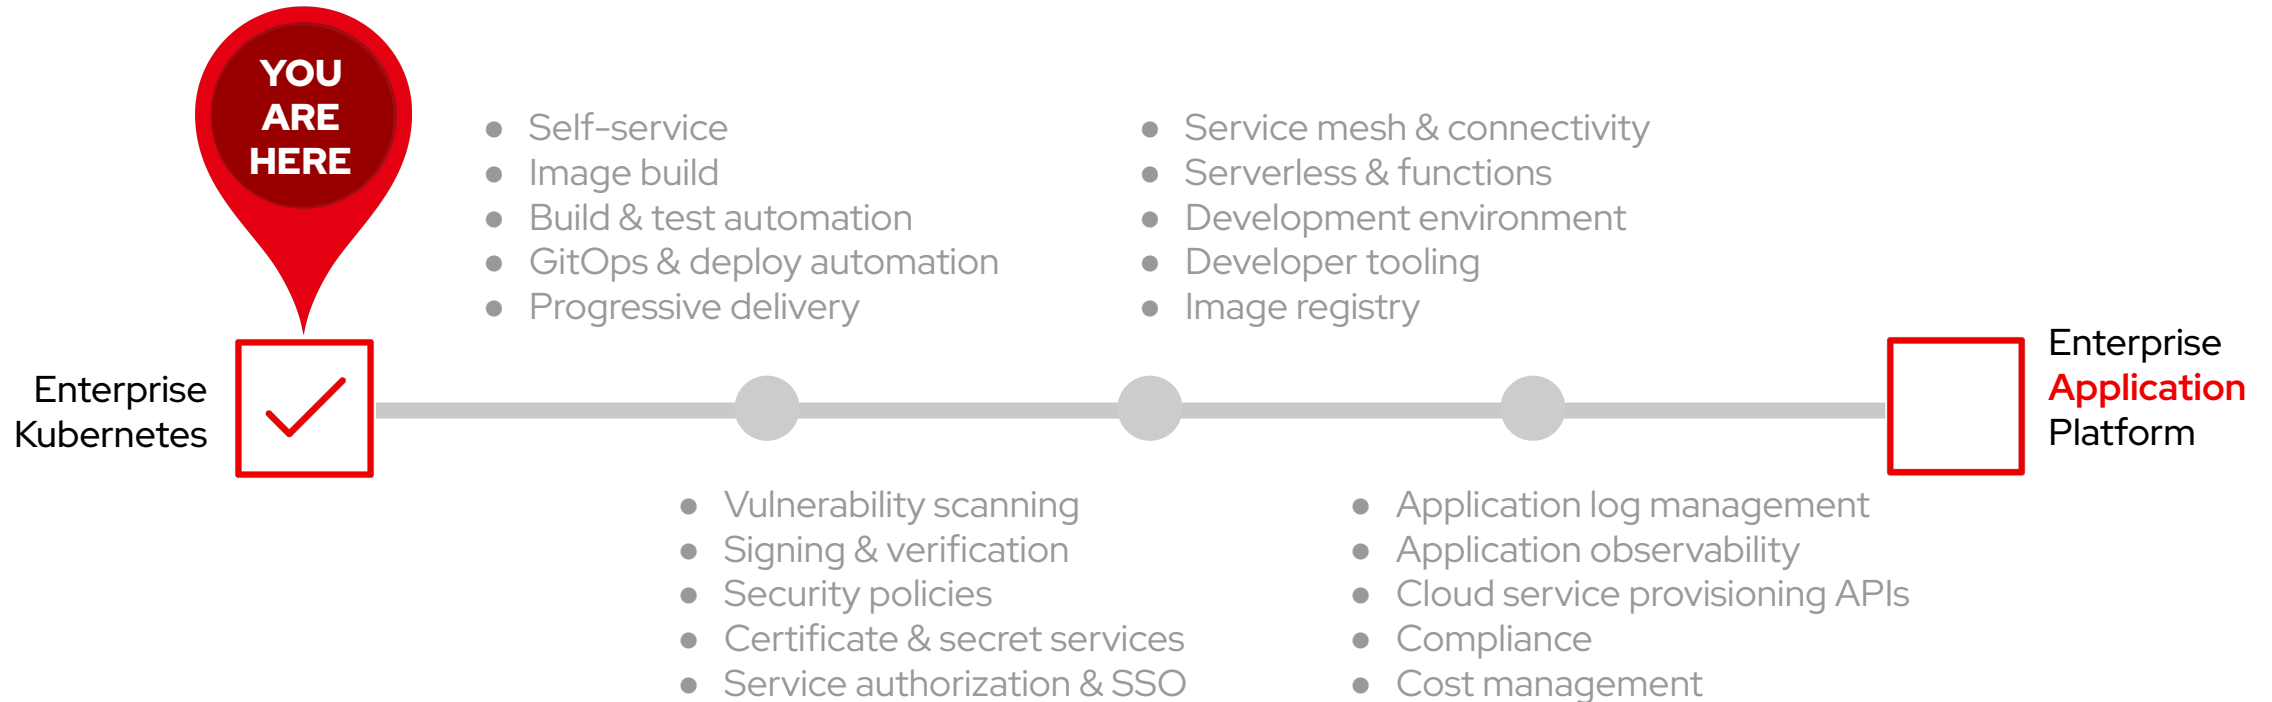 YOU
ARE
HERE
● Self-service
● Image build
● Build & test automation
● GitOps & deploy automation
● Progressive delivery
● Service mesh & connectivity
● Serverless & functions
● Development environment
● Developer tooling
● Image registry
Enterprise
Kubernetes
Enterprise
Application
Platform
● Vulnerability scanning
● Signing & verification
● Security policies
● Certificate & secret services
● Service authorization & SSO
● Application log management
● Application observability
● Cloud service provisioning APIs
● Compliance
● Cost management